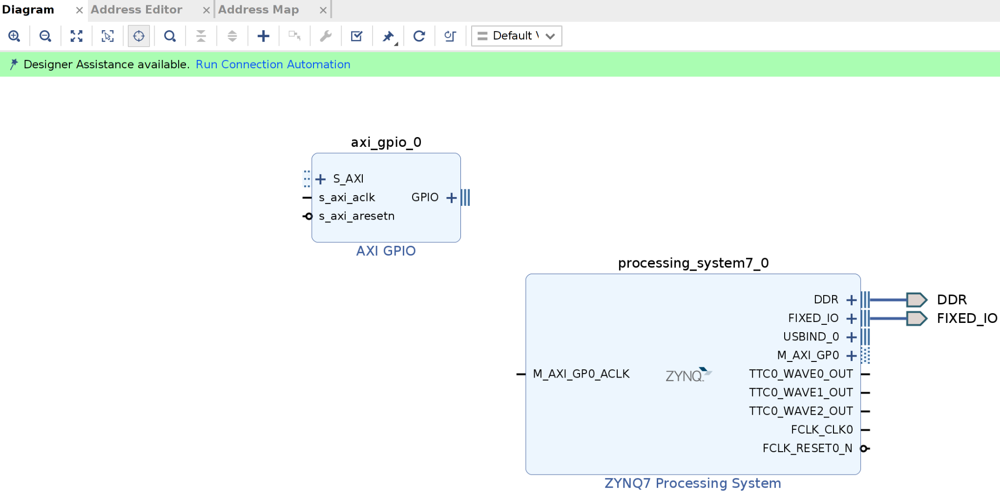 Diagram Address Editor Address Map
Default
Designer Assistance available. Run Connection Automation
axi_gpio_0
S_AXI
s_axi_aclk GPIO
s_axi_aresetn
AXI GPIO
processing_system7_0
DDR DDR
FIXED_IO FIXED_IO
USBIND_0
M_AXI_GP0
M_AXI_GP0_ACLK ZYNQ TTC0_WAVE0_OUT
TTC0_WAVE1_OUT
TTC0_WAVE2_OUT
FCLK_CLK0
FCLK_RESET0_N
ZYNQ7 Processing System